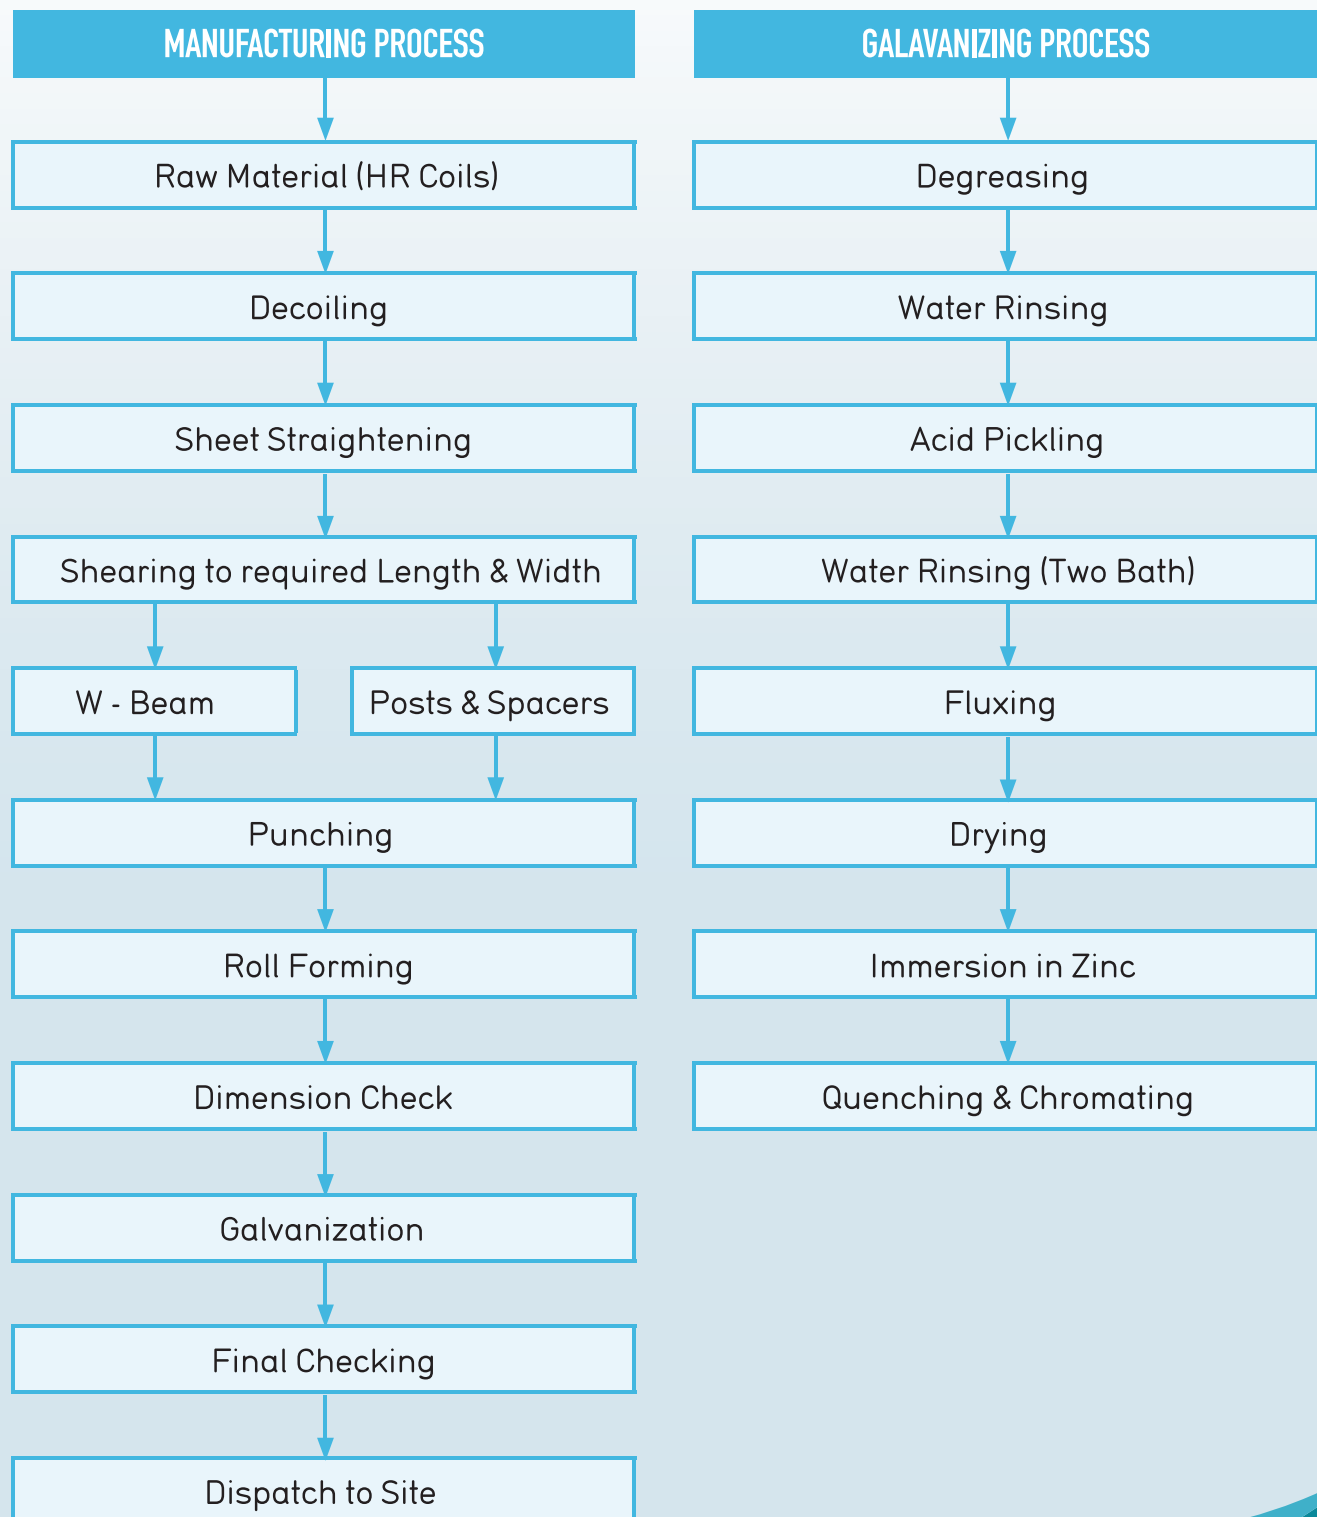 MANUFACTURING PROCESS
Raw Material (HR Coils)
Decoiling
Sheet Straightening
Shearing to required Length & Width
W - Beam
Posts & Spacers
Punching
Roll Forming
Dimension Check
Galvanization
Final Checking
Dispatch to Site
GALAVANIZING PROCESS
Degreasing
Water Rinsing
Acid Pickling
Water Rinsing (Two Bath)
Fluxing
Drying
Immersion in Zinc
Quenching & Chromating